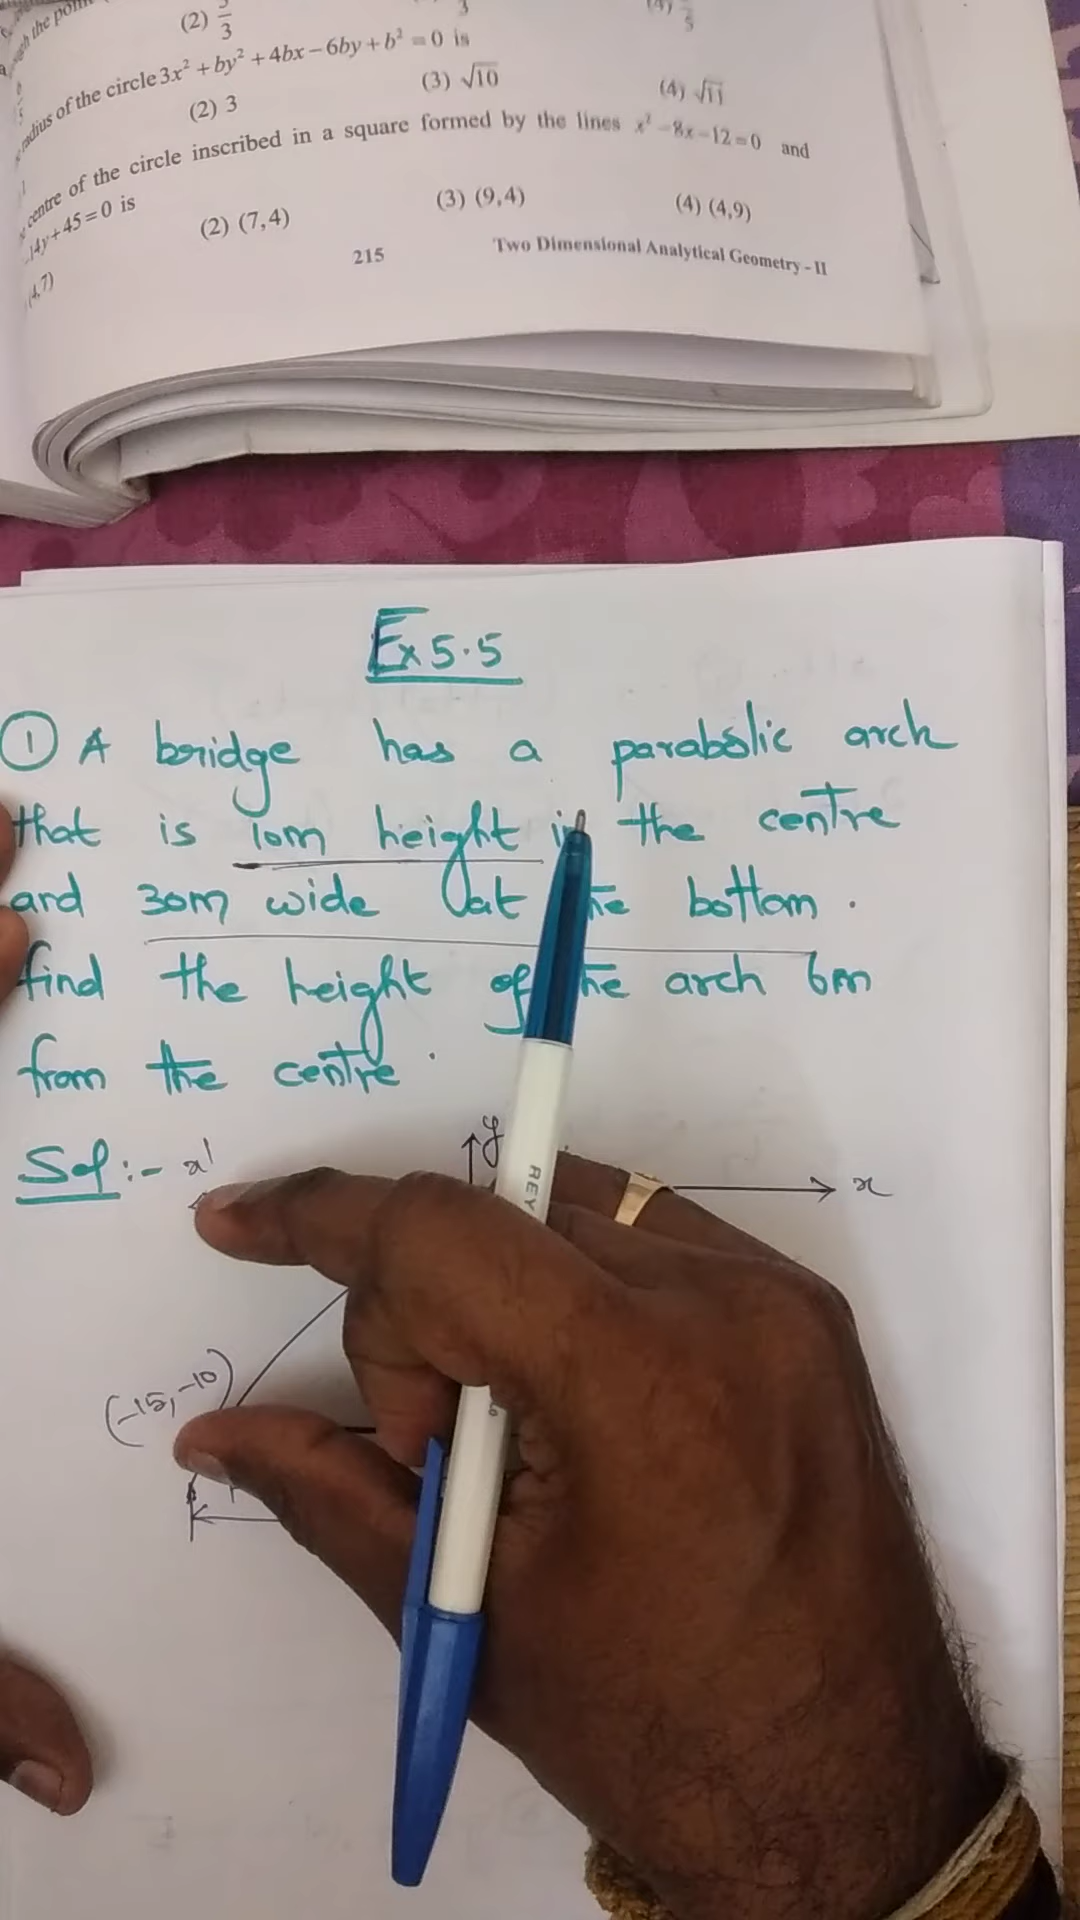 (2) 5/3
radius of the circle 3x² + by² + 4bx − 6by + b² = 0 is
(2) 3 (3) √10 (4) √11
centre of the circle inscribed in a square formed by the lines x² − 8x − 12 = 0 and
14y + 45 = 0 is
(4,7) (2) (7,4) (3) (9,4) (4) (4,9)
215 Two Dimensional Analytical Geometry - II
Ex 5.5
① A bridge has a parabolic arch
that is 10m height in the centre
and 30m wide at the bottom.
find the height of the arch 6m
from the centre.
Sol :- x' y x
(-15, -10)
REY